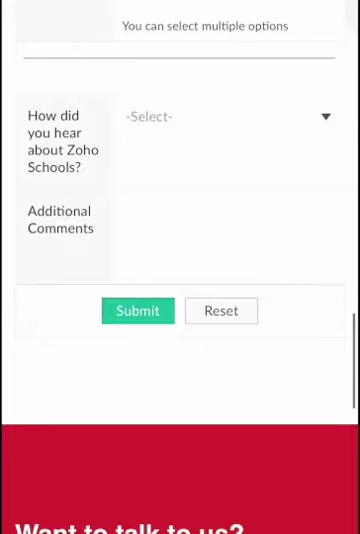 You can select multiple options
How did
you hear
about Zoho
Schools?
-Select-
Additional
Comments
Submit
Reset
Want to talk to us?